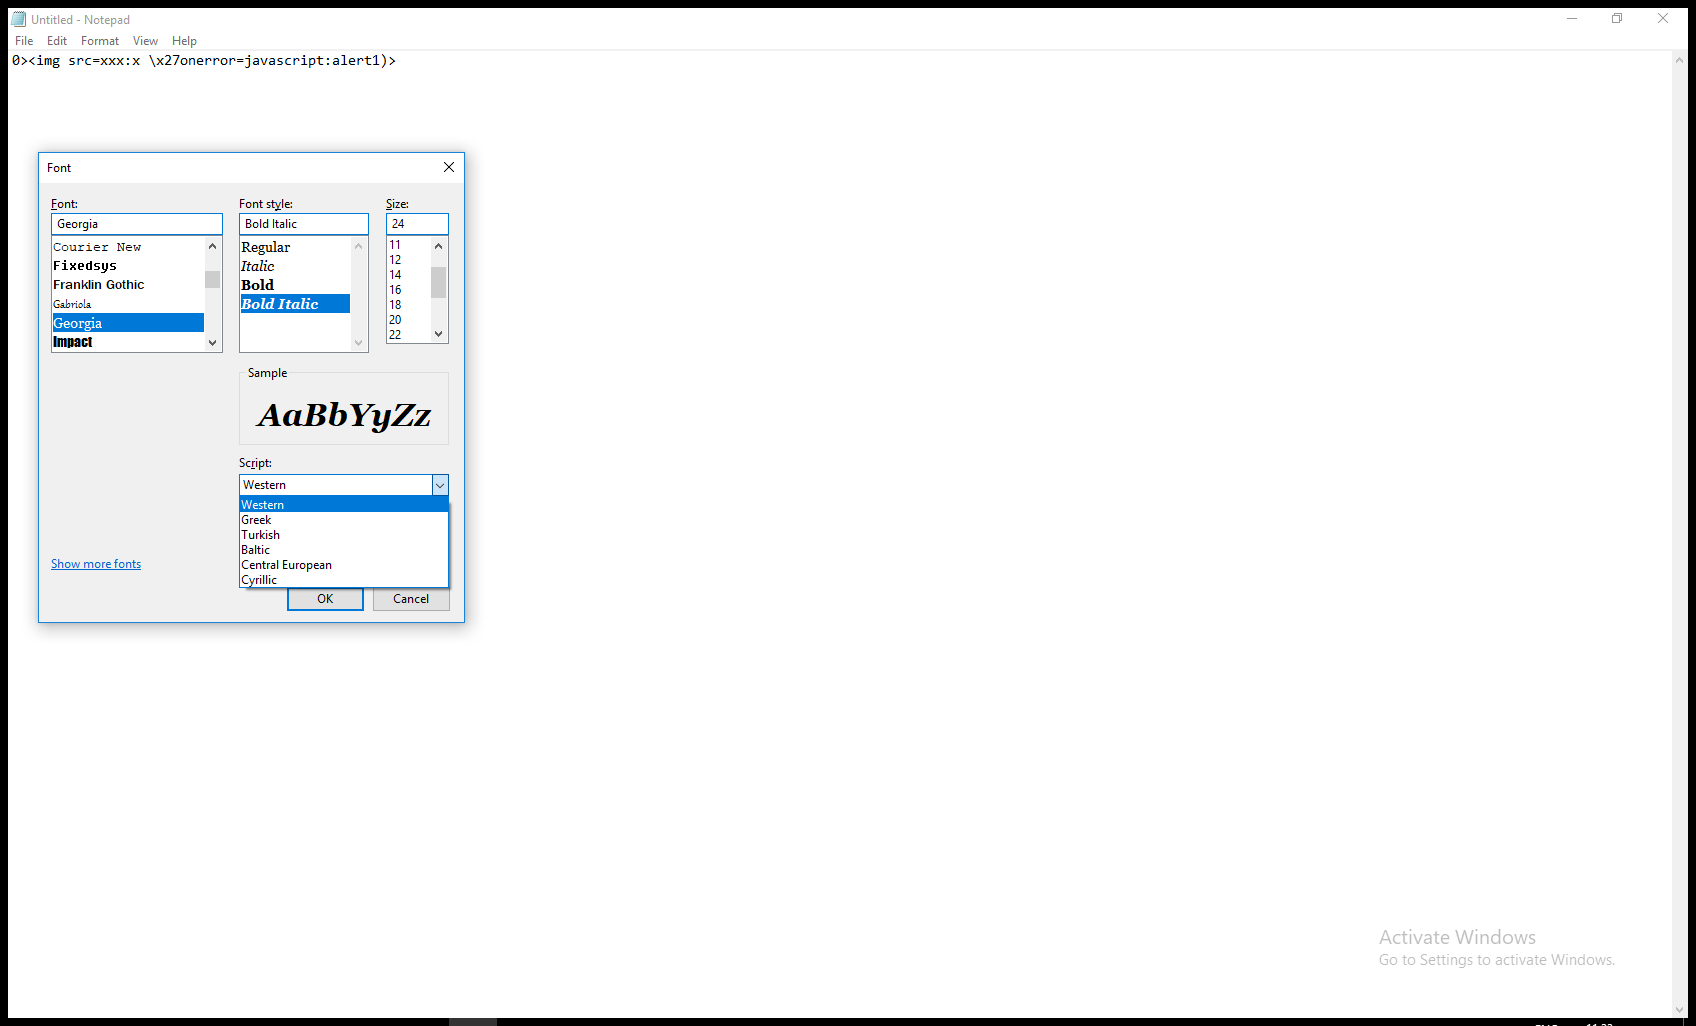 Untitled - Notepad
File Edit Format View Help
0><img src=xxx:x \x27onerror=javascript:alert1)>
Font
Font: Font style: Size:
Georgia Bold Italic 24
Courier New
Fixedsys
Franklin Gothic
Gabriola
Georgia
Impact
Regular
Italic
Bold
Bold Italic
11
12
14
16
18
20
22
Sample
AaBbYyZz
Script:
Western
Western
Greek
Turkish
Baltic
Central European
Cyrillic
Show more fonts
OK Cancel
Activate Windows
Go to Settings to activate Windows.